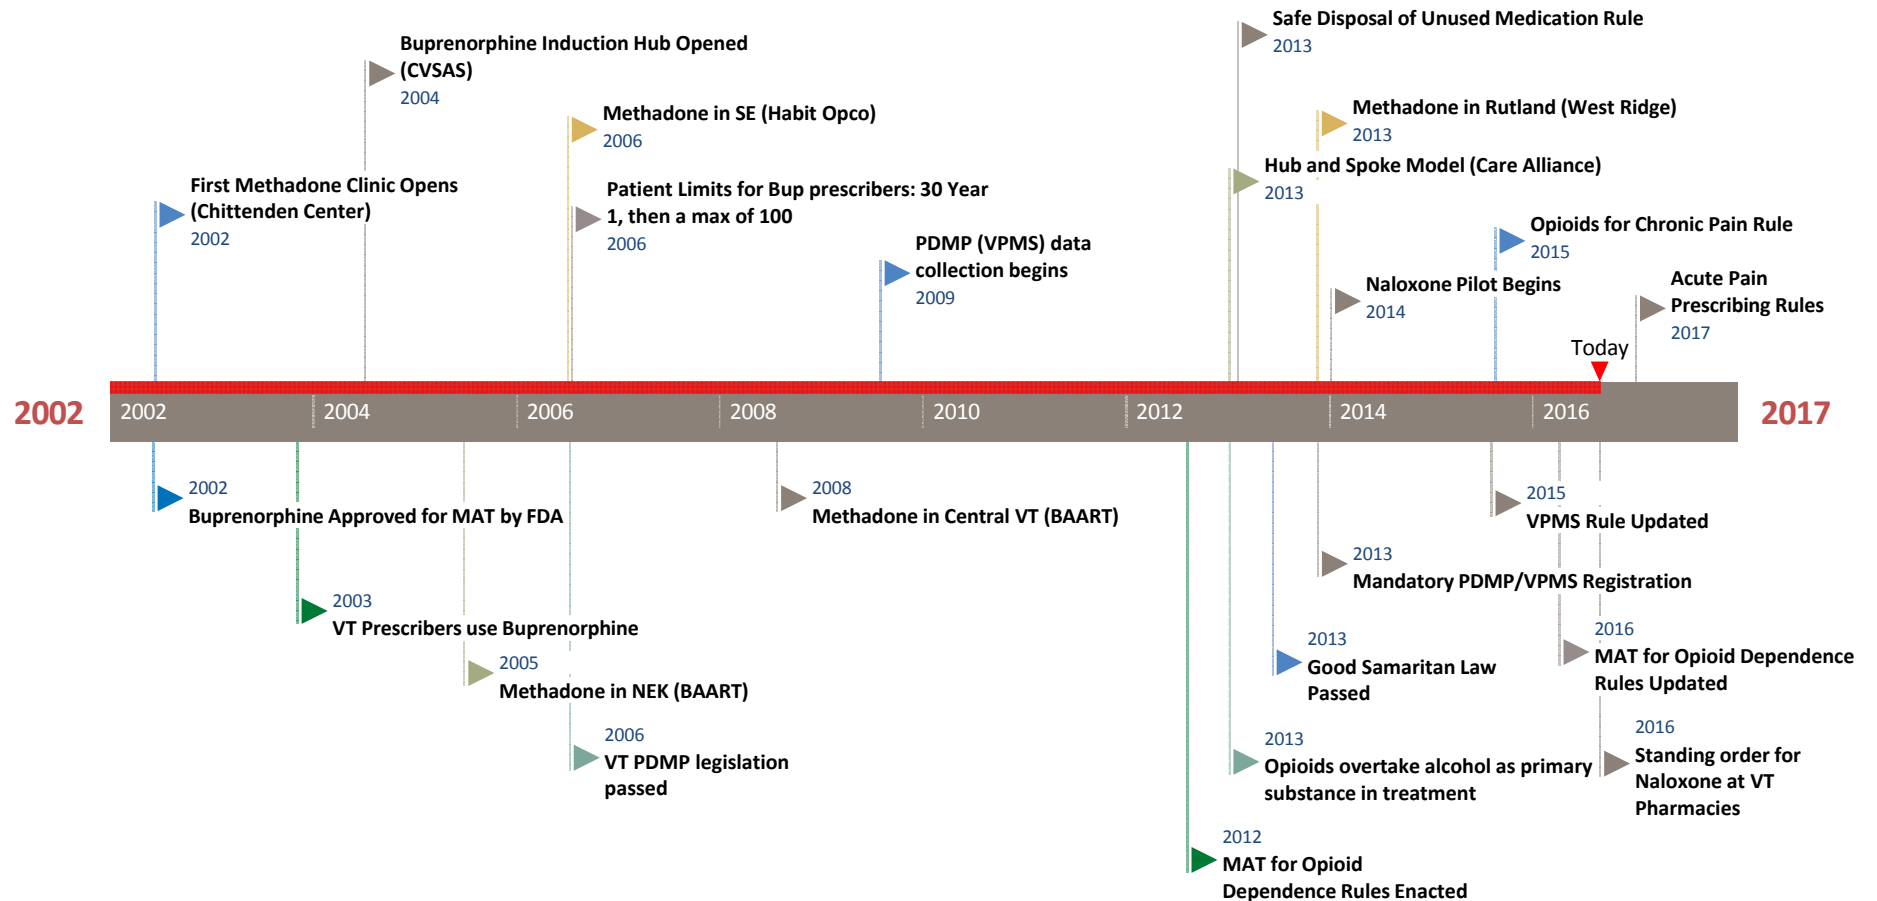 Safe Disposal of Unused Medication Rule
2013
Buprenorphine Induction Hub Opened
(CVSAS)
2004
Methadone in SE (Habit Opco)
2006
Methadone in Rutland (West Ridge)
2013
Hub and Spoke Model (Care Alliance)
2013
First Methadone Clinic Opens
(Chittenden Center)
2002
Patient Limits for Bup prescribers: 30 Year
1, then a max of 100
2006
PDMP (VPMS) data
collection begins
2009
Opioids for Chronic Pain Rule
2015
Naloxone Pilot Begins
2014
Acute Pain
Prescribing Rules
2017
Today
2002
2002
2004
2006
2008
2010
2012
2014
2016
2017
2002
Buprenorphine Approved for MAT by FDA
2008
Methadone in Central VT (BAART)
2015
VPMS Rule Updated
2013
Mandatory PDMP/VPMS Registration
2003
VT Prescribers use Buprenorphine
2016
MAT for Opioid Dependence
Rules Updated
2013
Good Samaritan Law
Passed
2005
Methadone in NEK (BAART)
2006
VT PDMP legislation
passed
2013
Opioids overtake alcohol as primary
substance in treatment
2016
Standing order for
Naloxone at VT
Pharmacies
2012
MAT for Opioid
Dependence Rules Enacted